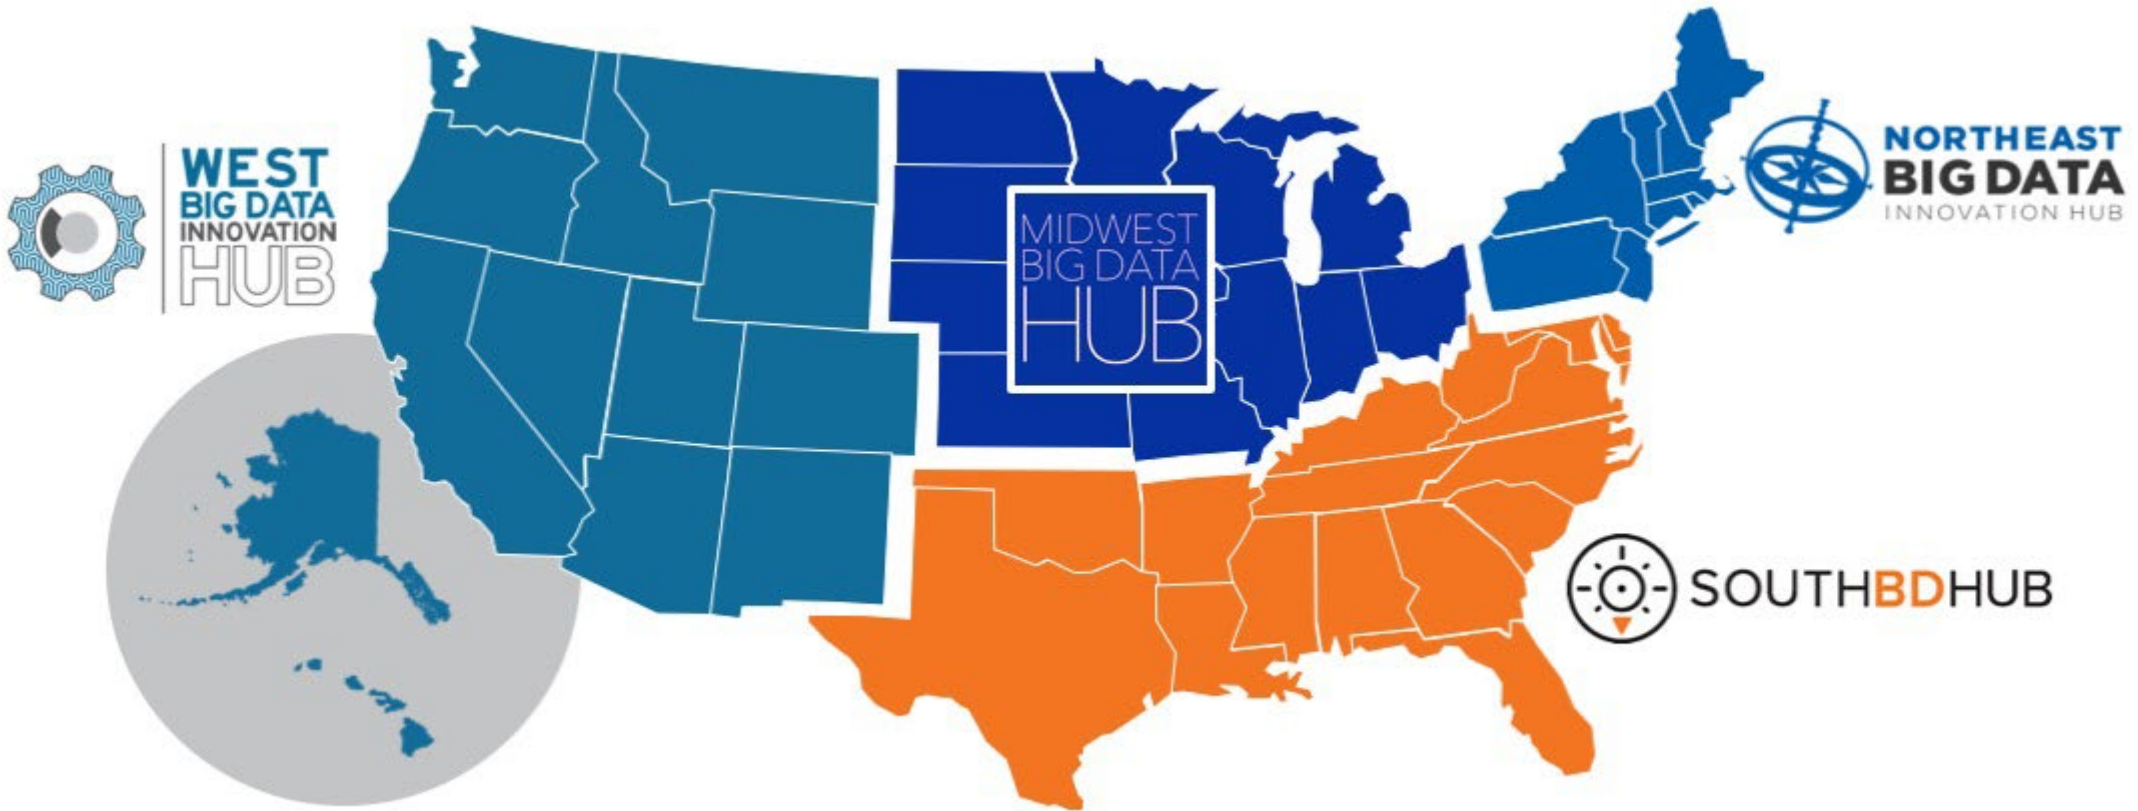 WEST
BIG DATA
INNOVATION
HUB
MIDWEST
BIG DATA
HUB
NORTHEAST
BIG DATA
INNOVATION HUB
SOUTHBDHUB